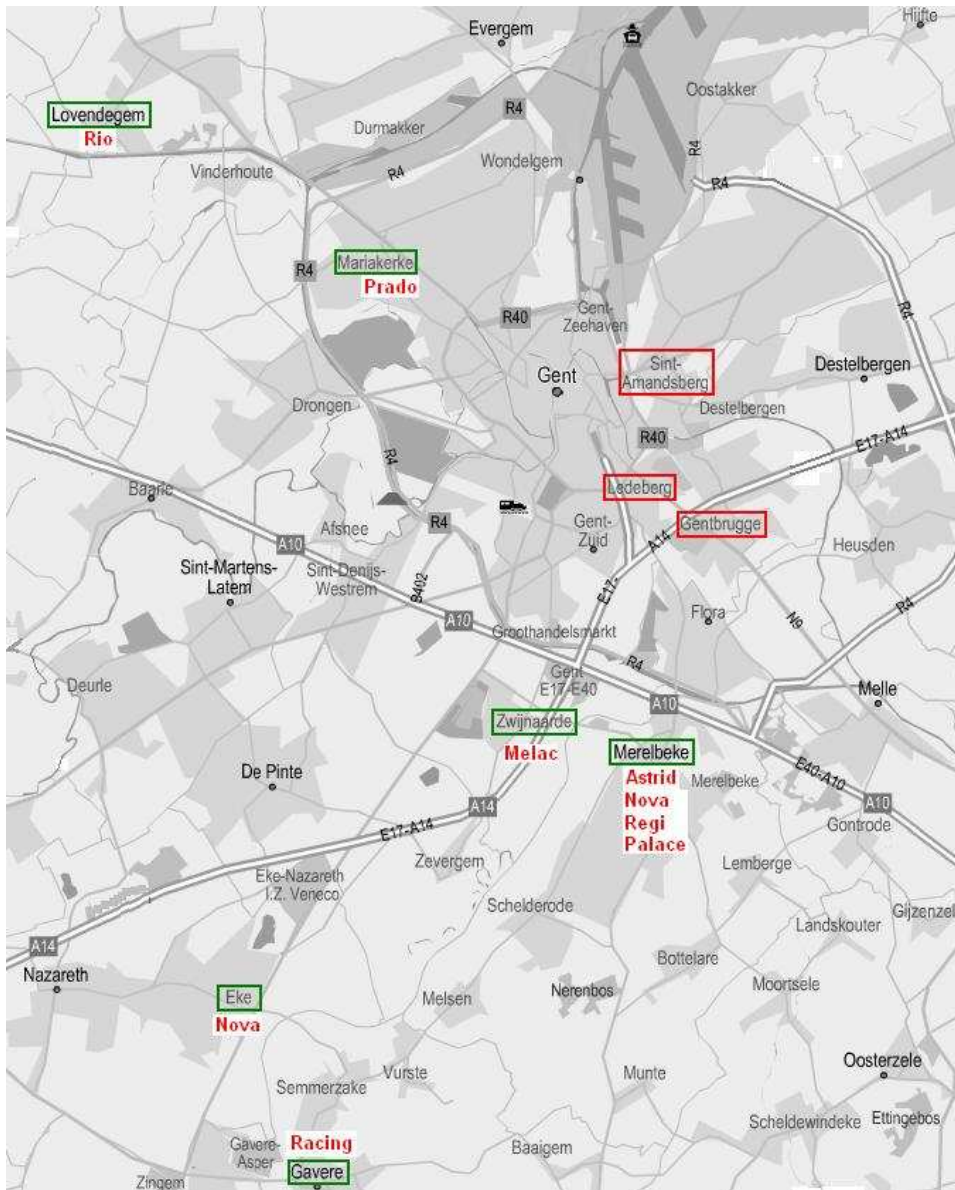 Evergem
Hijfte
Oostakker
Lovendegem
Rio
R4
Durmakker
Wondelgem
R4
Vinderhoute
R4
R4
Mariakerke
Prado
R4
R40
Gent-
Zeehaven
R4
Sint-
Amandsberg
Gent
Destelbergen
Drongen
Destelbergen
R40
E17-A14
R4
Baarle
Ledeberg
Gentbrugge
Afsnee
R4
Gent-
Zuid
A14
Heusden
A10
Sint-Martens-
Latem
Sint-Denijs-
Westrem
B402
E17-
R4
A10
Groothandelsmarkt
Flora
N9
Deurle
Gent
E17-E40
R4
A10
Melle
Zwijnaarde
Melac
Merelbeke
Astrid
Nova
Regi
Palace
De Pinte
Merelbeke
E40-A10
A14
A10
E17-A14
Gontrode
Zevergem
Lemberge
Eke-Nazareth
I.Z. Veneco
Schelderode
Gijzenzel
Landskouter
A14
Bottelare
Nazareth
Eke
Nova
Melsen
Nerenbos
Moortsele
Oosterzele
Semmerzake
Vurste
Munte
Scheldewindeke
Ettingebos
Gavere-
Asper
Racing
Gavere
Baaigem
Zingem